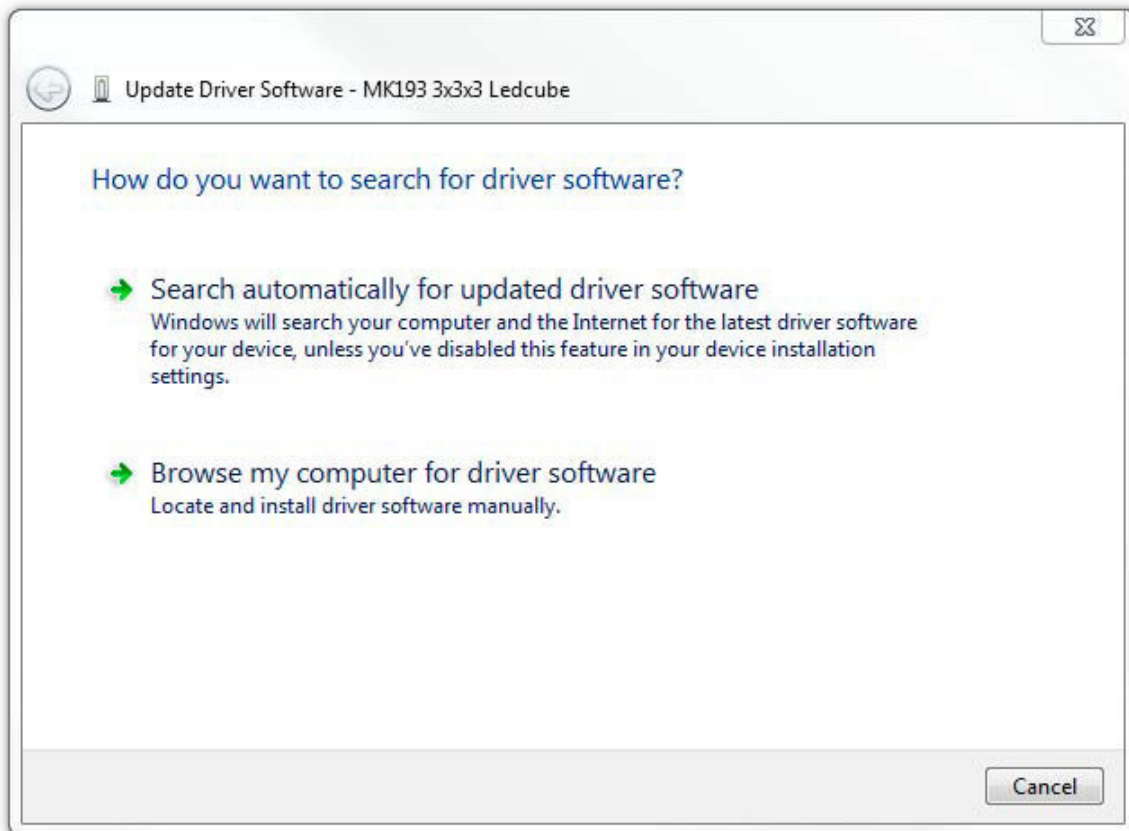 Update Driver Software - MK193 3x3x3 Ledcube
How do you want to search for driver software?
Search automatically for updated driver software
Windows will search your computer and the Internet for the latest driver software
for your device, unless you've disabled this feature in your device installation
settings.
Browse my computer for driver software
Locate and install driver software manually.
Cancel